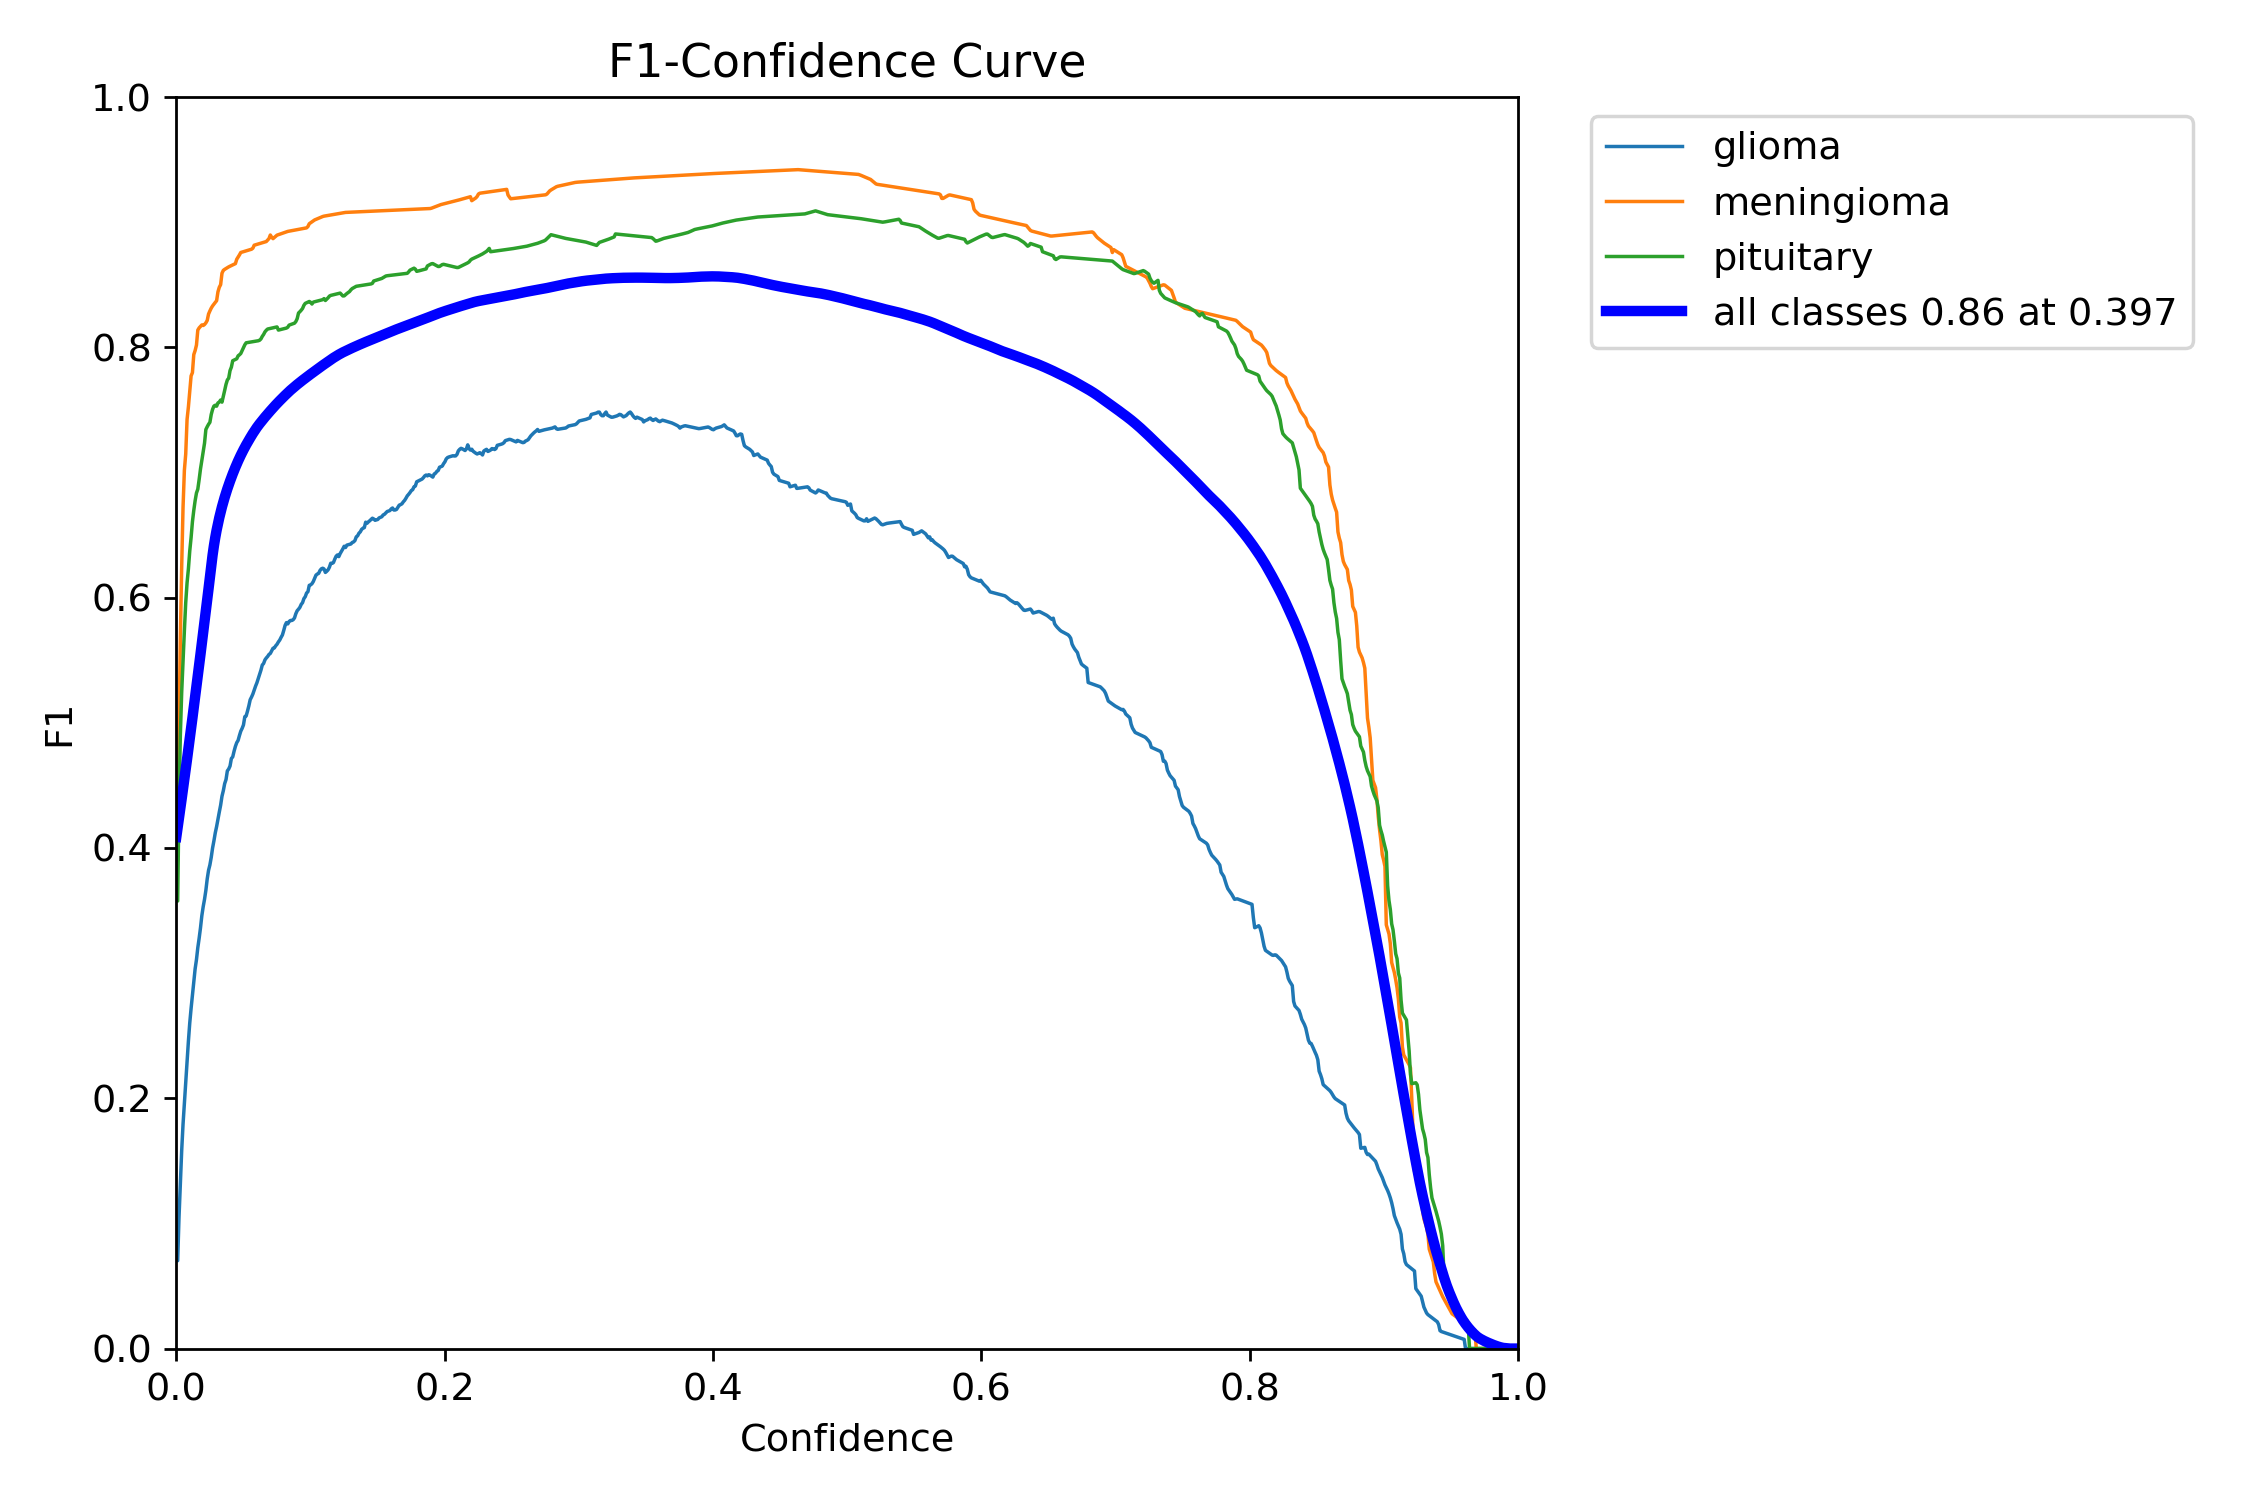 F1-Confidence Curve
1.0
0.8
0.6
0.4
0.2
0.0
F1
0.0 0.2 0.4 0.6 0.8 1.0
Confidence
glioma
meningioma
pituitary
all classes 0.86 at 0.397